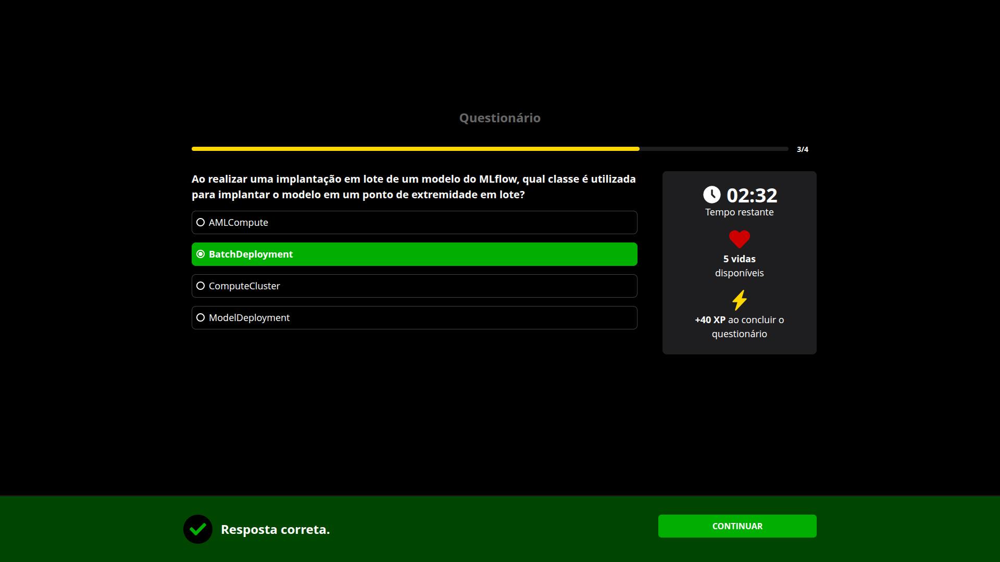 Questionário
3/4
Ao realizar uma implantação em lote de um modelo do MLflow, qual classe é utilizada
para implantar o modelo em um ponto de extremidade em lote?
AMLCompute
BatchDeployment
ComputeCluster
ModelDeployment
02:32
Tempo restante
5 vidas
disponíveis
+40 XP ao concluir o
questionário
Resposta correta.
CONTINUAR